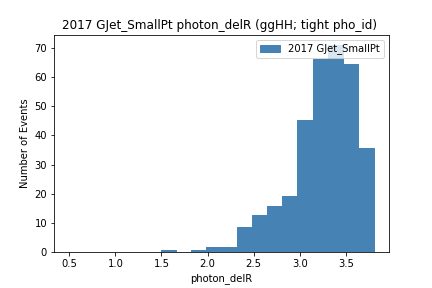 2017 GJet_SmallPt photon_delR (ggHH; tight pho_id)
2017 GJet_SmallPt
Number of Events
70
60
50
40
30
20
10
0
0.5 1.0 1.5 2.0 2.5 3.0 3.5
photon_delR